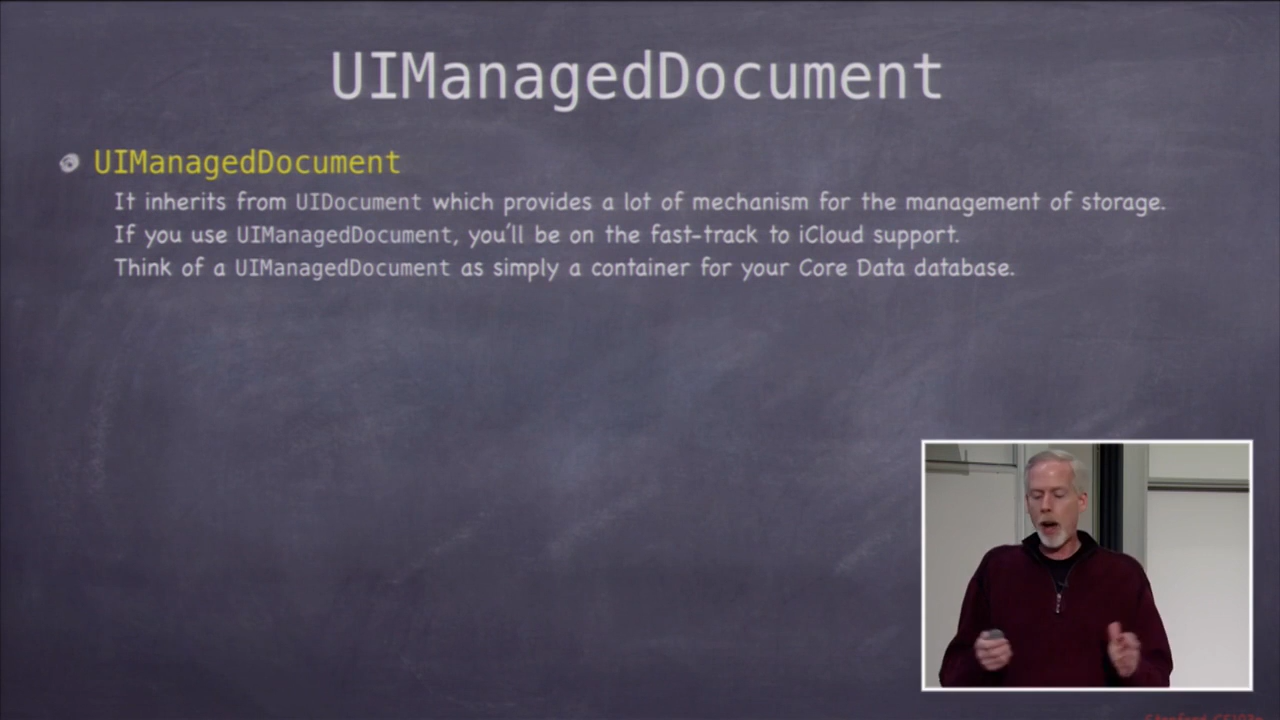 UIManagedDocument
UIManagedDocument
It inherits from UIDocument which provides a lot of mechanism for the management of storage.
If you use UIManagedDocument, you'll be on the fast-track to iCloud support.
Think of a UIManagedDocument as simply a container for your Core Data database.